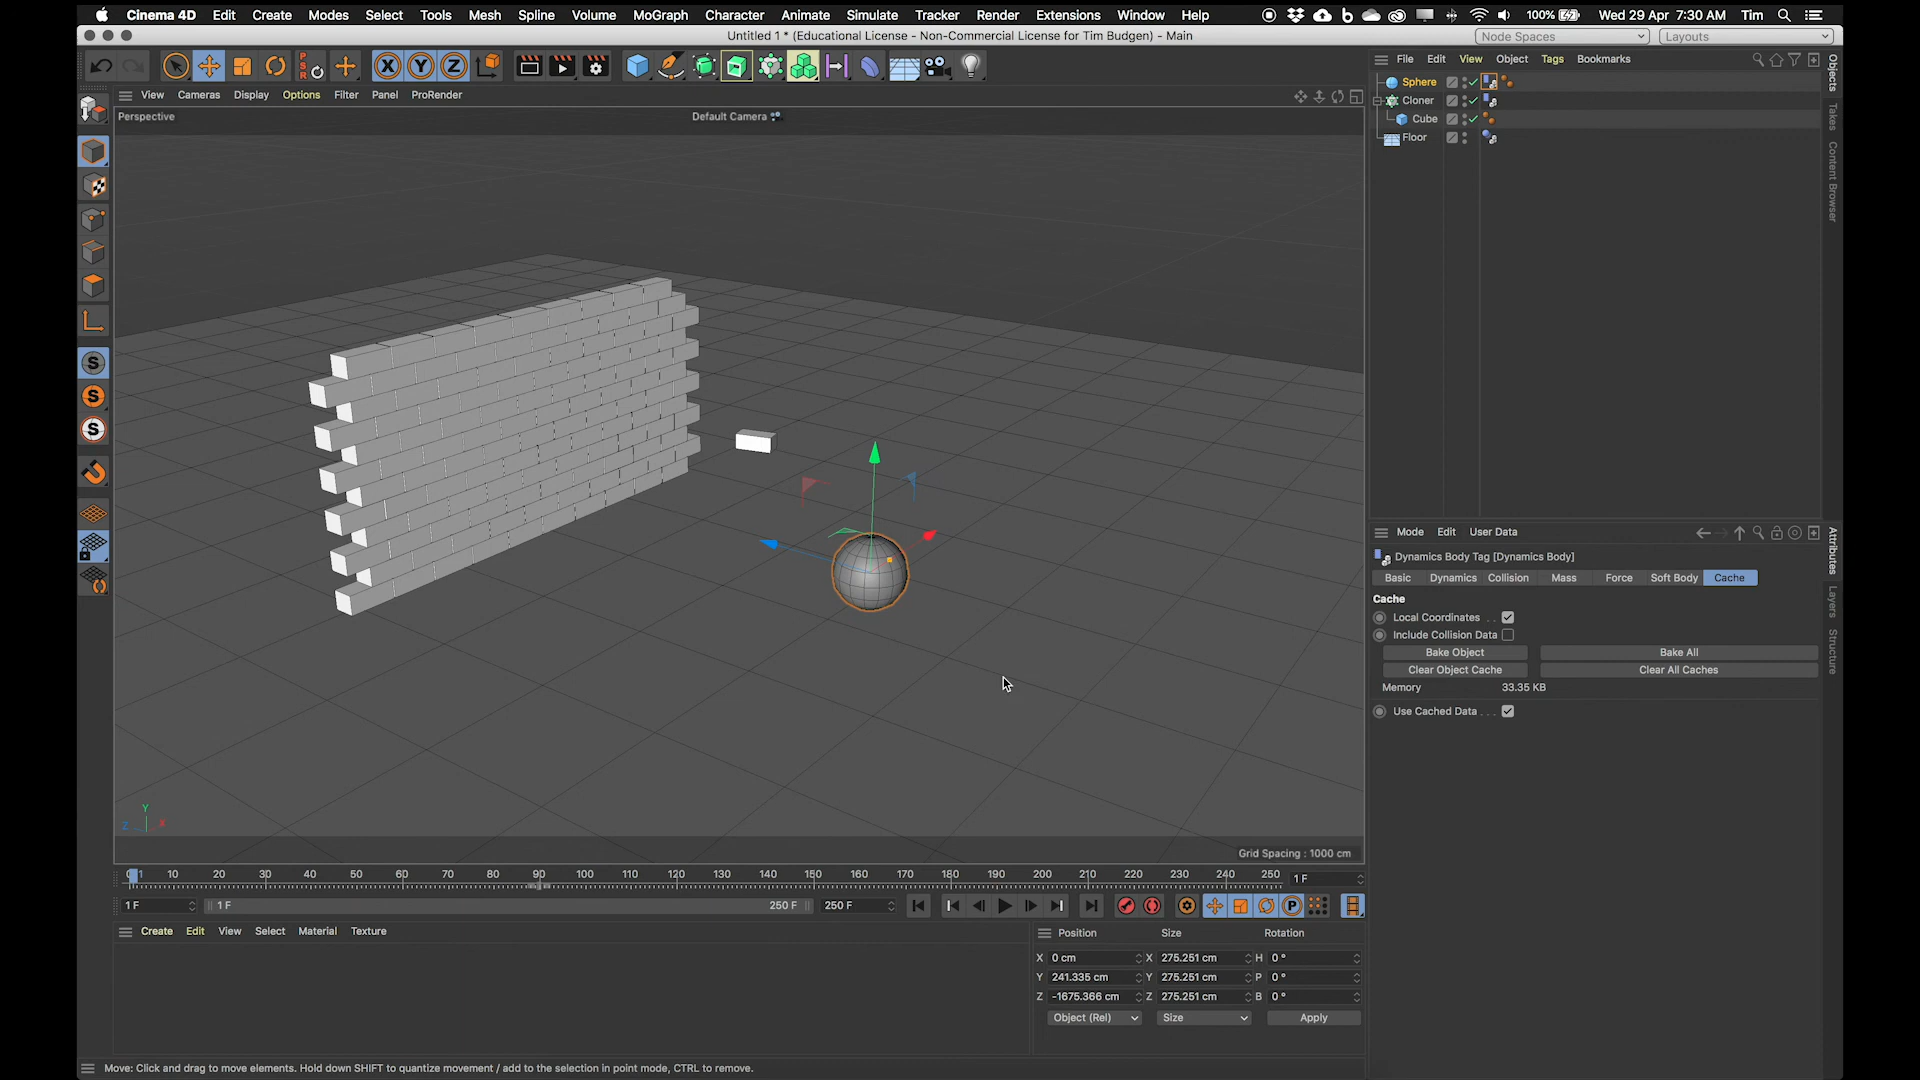 Cinema 4D Edit Create Modes Select Tools Mesh Spline Volume MoGraph Character Animate Simulate Tracker Render Extensions Window Help 100% Wed 29 Apr 7:30 AM Tim
Untitled 1 * (Educational License - Non-Commercial License for Tim Budgen) - Main
Node Spaces Layouts
PSR X Y Z
File Edit View Object Tags Bookmarks
View Cameras Display Options Filter Panel ProRender
Perspective
Default Camera
Sphere
Cloner
Cube
Floor
Objects
Takes
Content Browser
S
S
S
Mode Edit User Data
Dynamics Body Tag [Dynamics Body]
Basic Dynamics Collision Mass Force Soft Body Cache
Cache
Local Coordinates
Include Collision Data
Bake Object Bake All
Clear Object Cache Clear All Caches
Memory 33.35 KB
Use Cached Data
Attributes
Layers
Structure
Y
Z X
Grid Spacing : 1000 cm
1 10 20 30 40 50 60 70 80 90 100 110 120 130 140 150 160 170 180 190 200 210 220 230 240 250 1 F
1 F 1 F 250 F 250 F P
Create Edit View Select Material Texture
Position Size Rotation
X 0 cm X 275.251 cm H 0 °
Y 241.335 cm Y 275.251 cm P 0 °
Z -1675.366 cm Z 275.251 cm B 0 °
Object (Rel) Size Apply
Move: Click and drag to move elements. Hold down SHIFT to quantize movement / add to the selection in point mode, CTRL to remove.